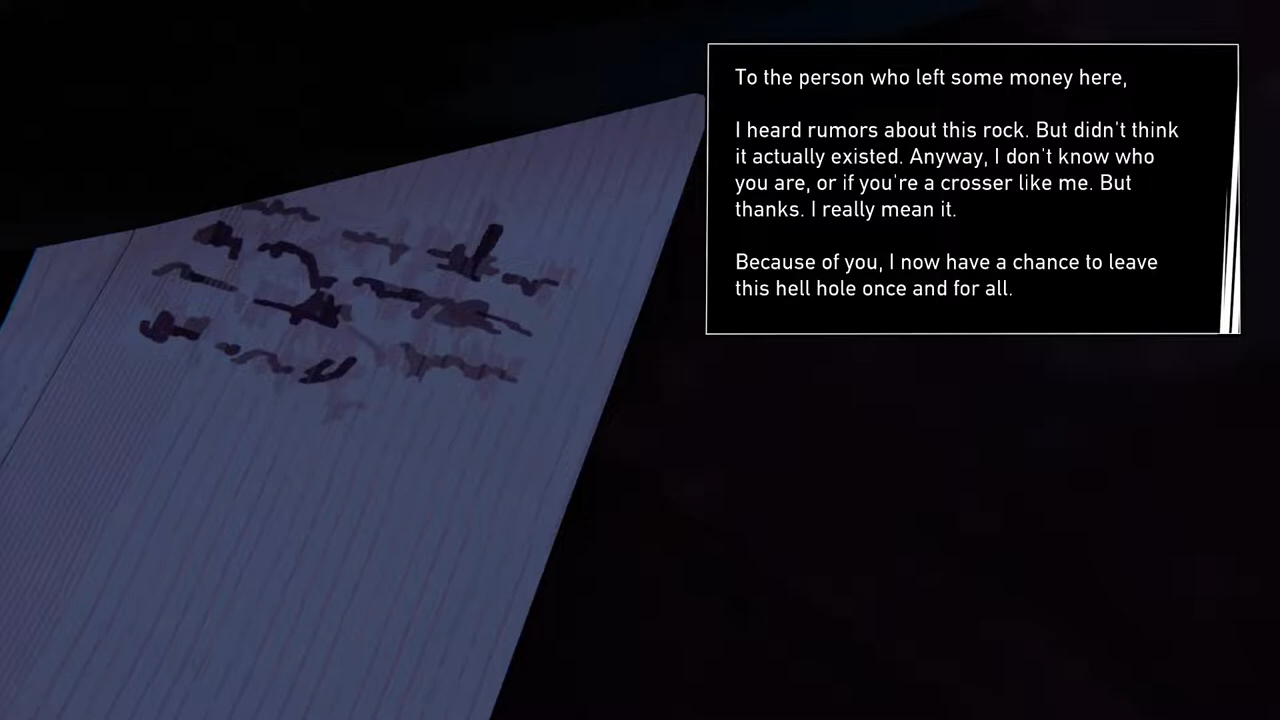 To the person who left some money here,
I heard rumors about this rock. But didn't think
it actually existed. Anyway, I don't know who
you are, or if you're a crosser like me. But
thanks. I really mean it.
Because of you, I now have a chance to leave
this hell hole once and for all.